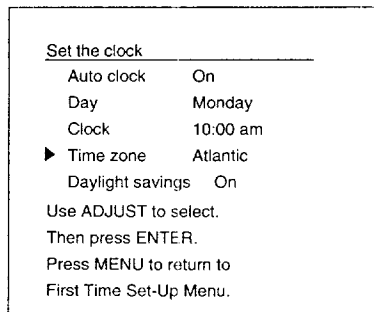 Set the clock
Auto clock On
Day Monday
Clock 10:00 am
▶ Time zone Atlantic
Daylight savings On
Use ADJUST to select.
Then press ENTER.
Press MENU to return to
First Time Set-Up Menu.